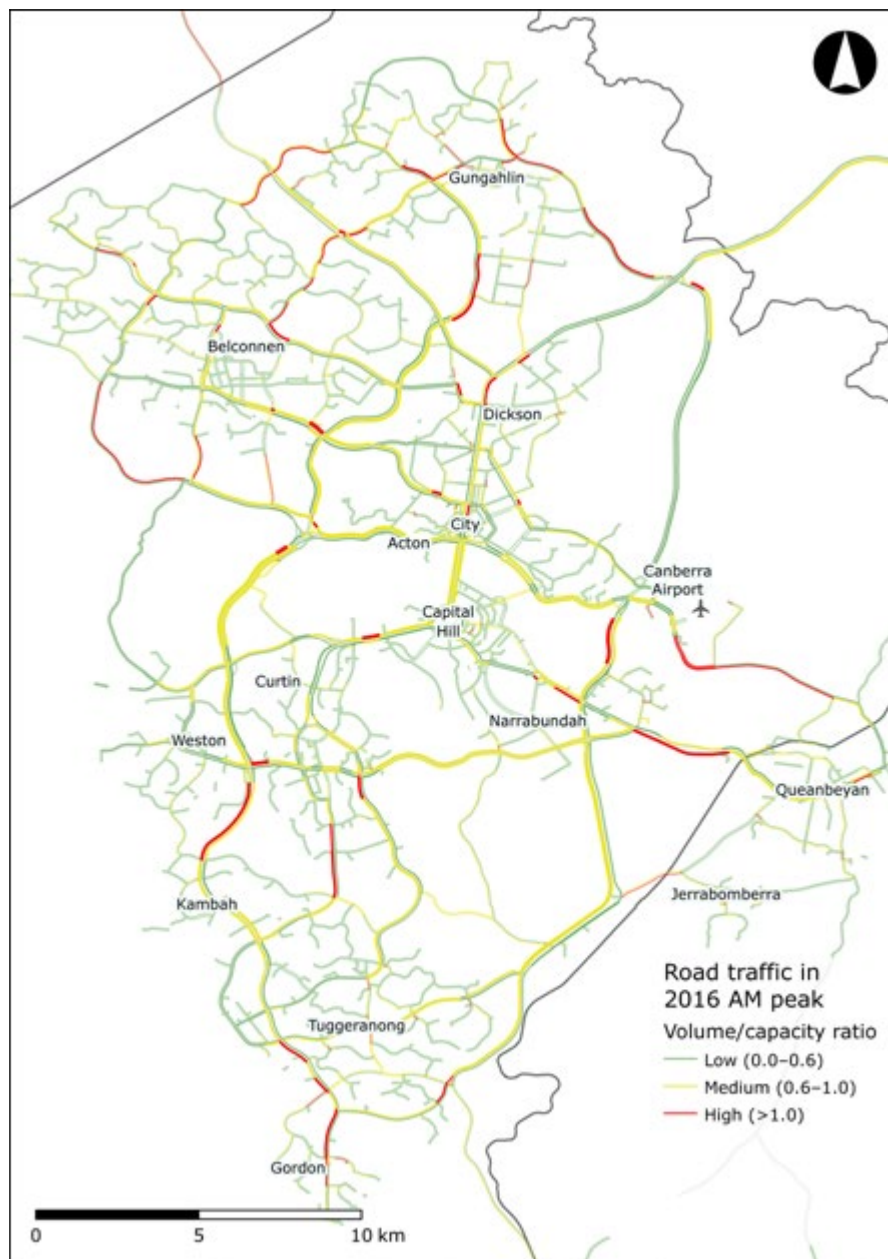 Gungahlin
Belconnen
Dickson
City
Acton
Canberra
Airport
Capital
Hill
Curtin
Narrabundah
Weston
Queanbeyan
Kambah
Jerrabomberra
Road traffic in
2016 AM peak
Volume/capacity ratio
Low (0.0–0.6)
Medium (0.6–1.0)
High (>1.0)
Tuggeranong
Gordon
0 5 10 km